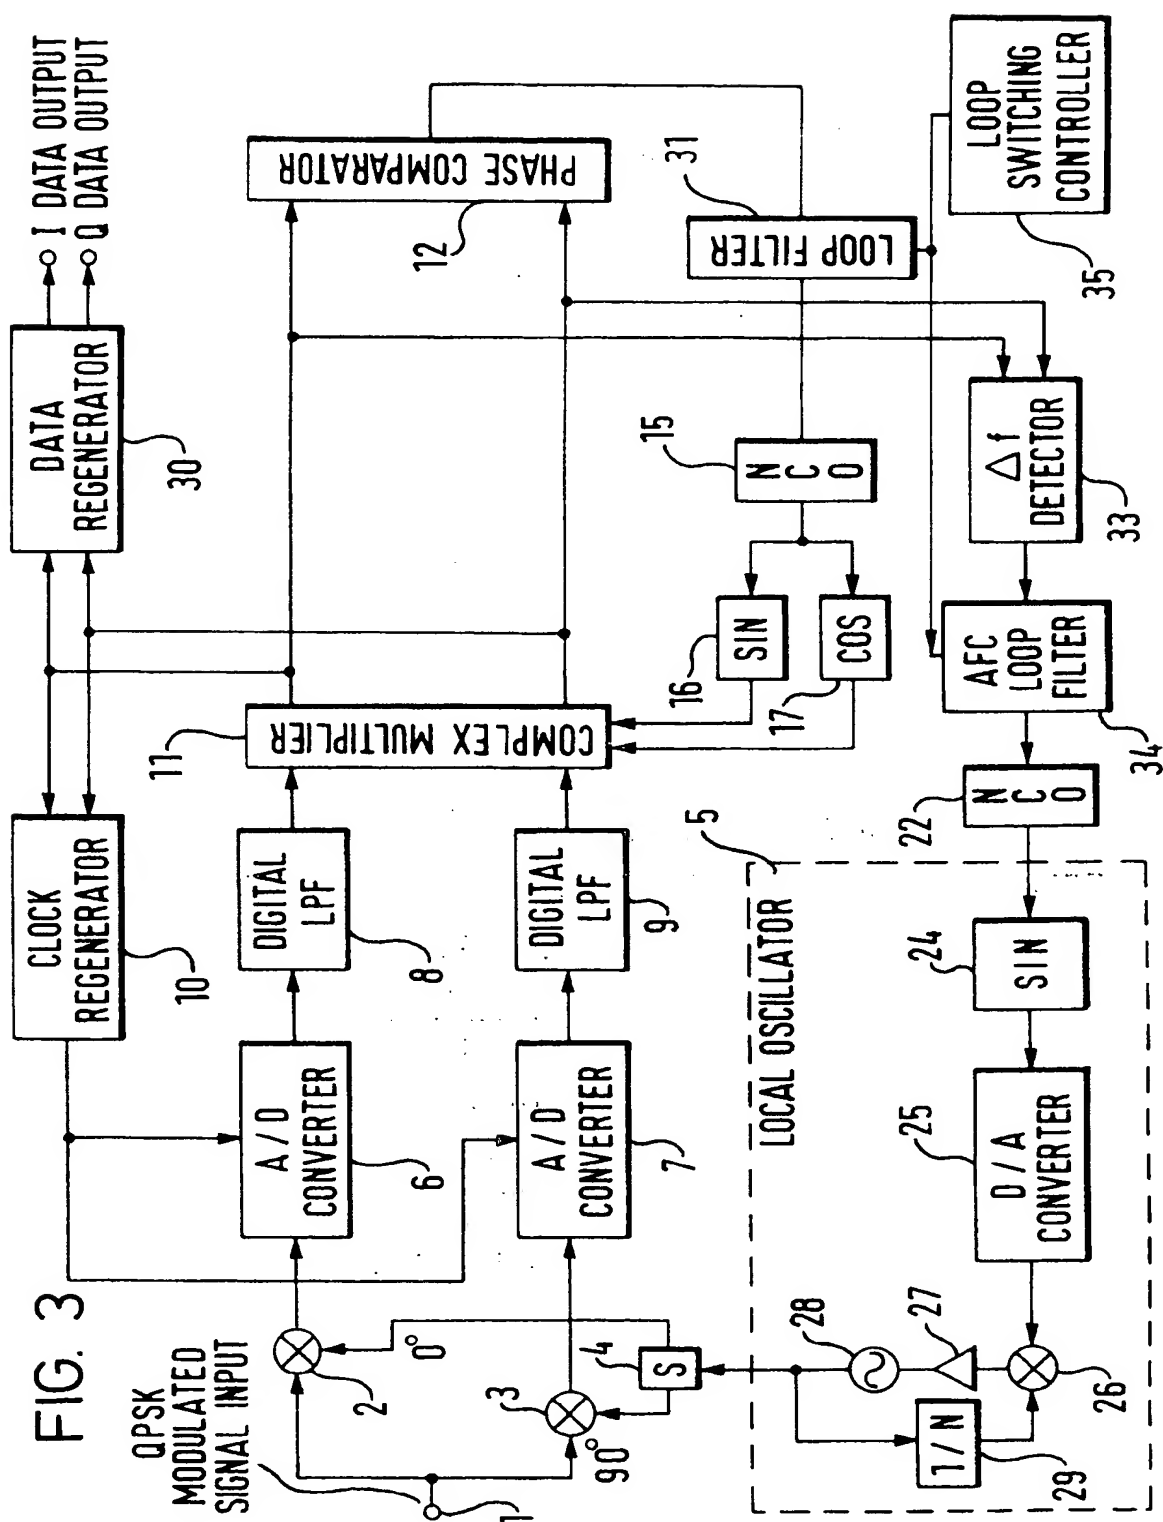 FIG. 3
QPSK
MODULATED
SIGNAL INPUT
1
2
3
0°
90°
4
S
CLOCK
REGENERATOR
10
DATA
REGENERATOR
30
I DATA OUTPUT
Q DATA OUTPUT
A/D
CONVERTER
6
DIGITAL
LPF
8
A/D
CONVERTER
7
DIGITAL
LPF
9
COMPLEX MULTIPLIER
11
PHASE COMPARATOR
12
LOOP FILTER
31
NCO
15
SIN
16
COS
17
LOOP
SWITCHING
CONTROLLER
35
Δf
DETECTOR
33
AFC
LOOP
FILTER
34
NCO
22
LOCAL OSCILLATOR
5
SIN
24
D/A
CONVERTER
25
26
27
28
1/N
29